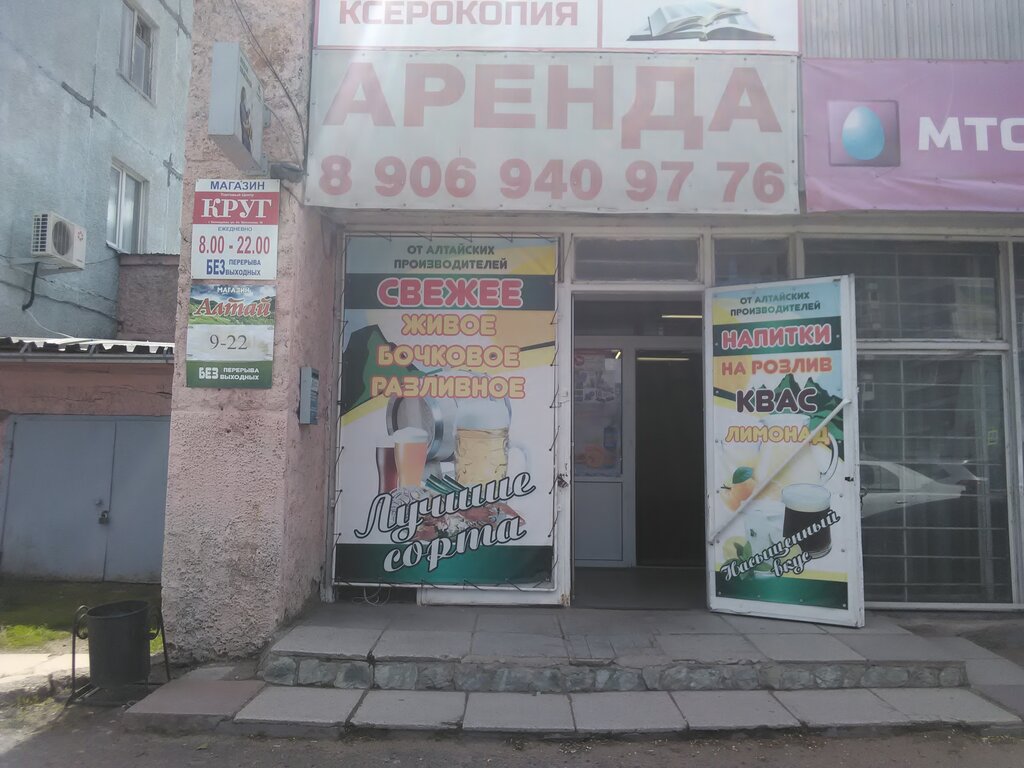 КСЕРОКОПИЯ
АРЕНДА
8 906 940 97 76
МТС
МАГАЗИН
КРУГ
ЕЖЕДНЕВНО
8.00 - 22.00
БЕЗ ПЕРЕРЫВА
ВЫХОДНЫХ
МАГАЗИН
Алтай
9-22
БЕЗ ПЕРЕРЫВА
ВЫХОДНЫХ
ОТ АЛТАЙСКИХ
ПРОИЗВОДИТЕЛЕЙ
СВЕЖЕЕ
ЖИВОЕ
БОЧКОВОЕ
РАЗЛИВНОЕ
Лучшие
сорта
ОТ АЛТАЙСКИХ
ПРОИЗВОДИТЕЛЕЙ
НАПИТКИ
НА РОЗЛИВ
КВАС
ЛИМОНАД
Насыщенный
вкус